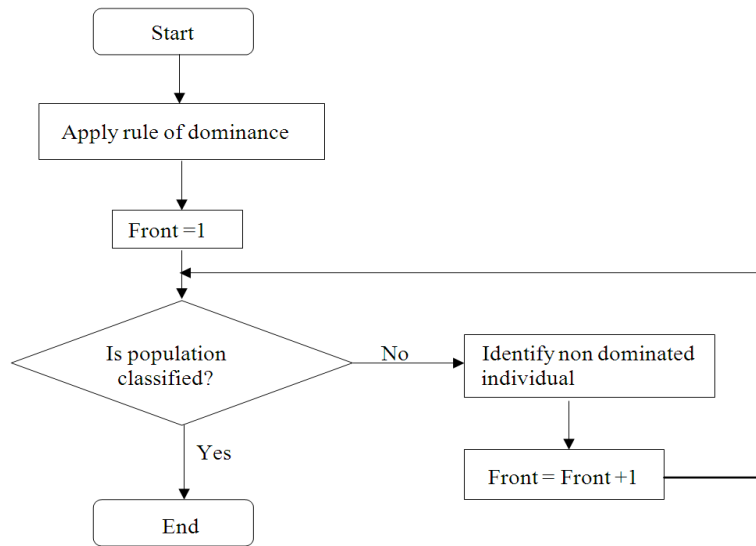 Start
Apply rule of dominance
Front =1
Is population
classified?
No
Identify non dominated
individual
Yes
Front = Front +1
End